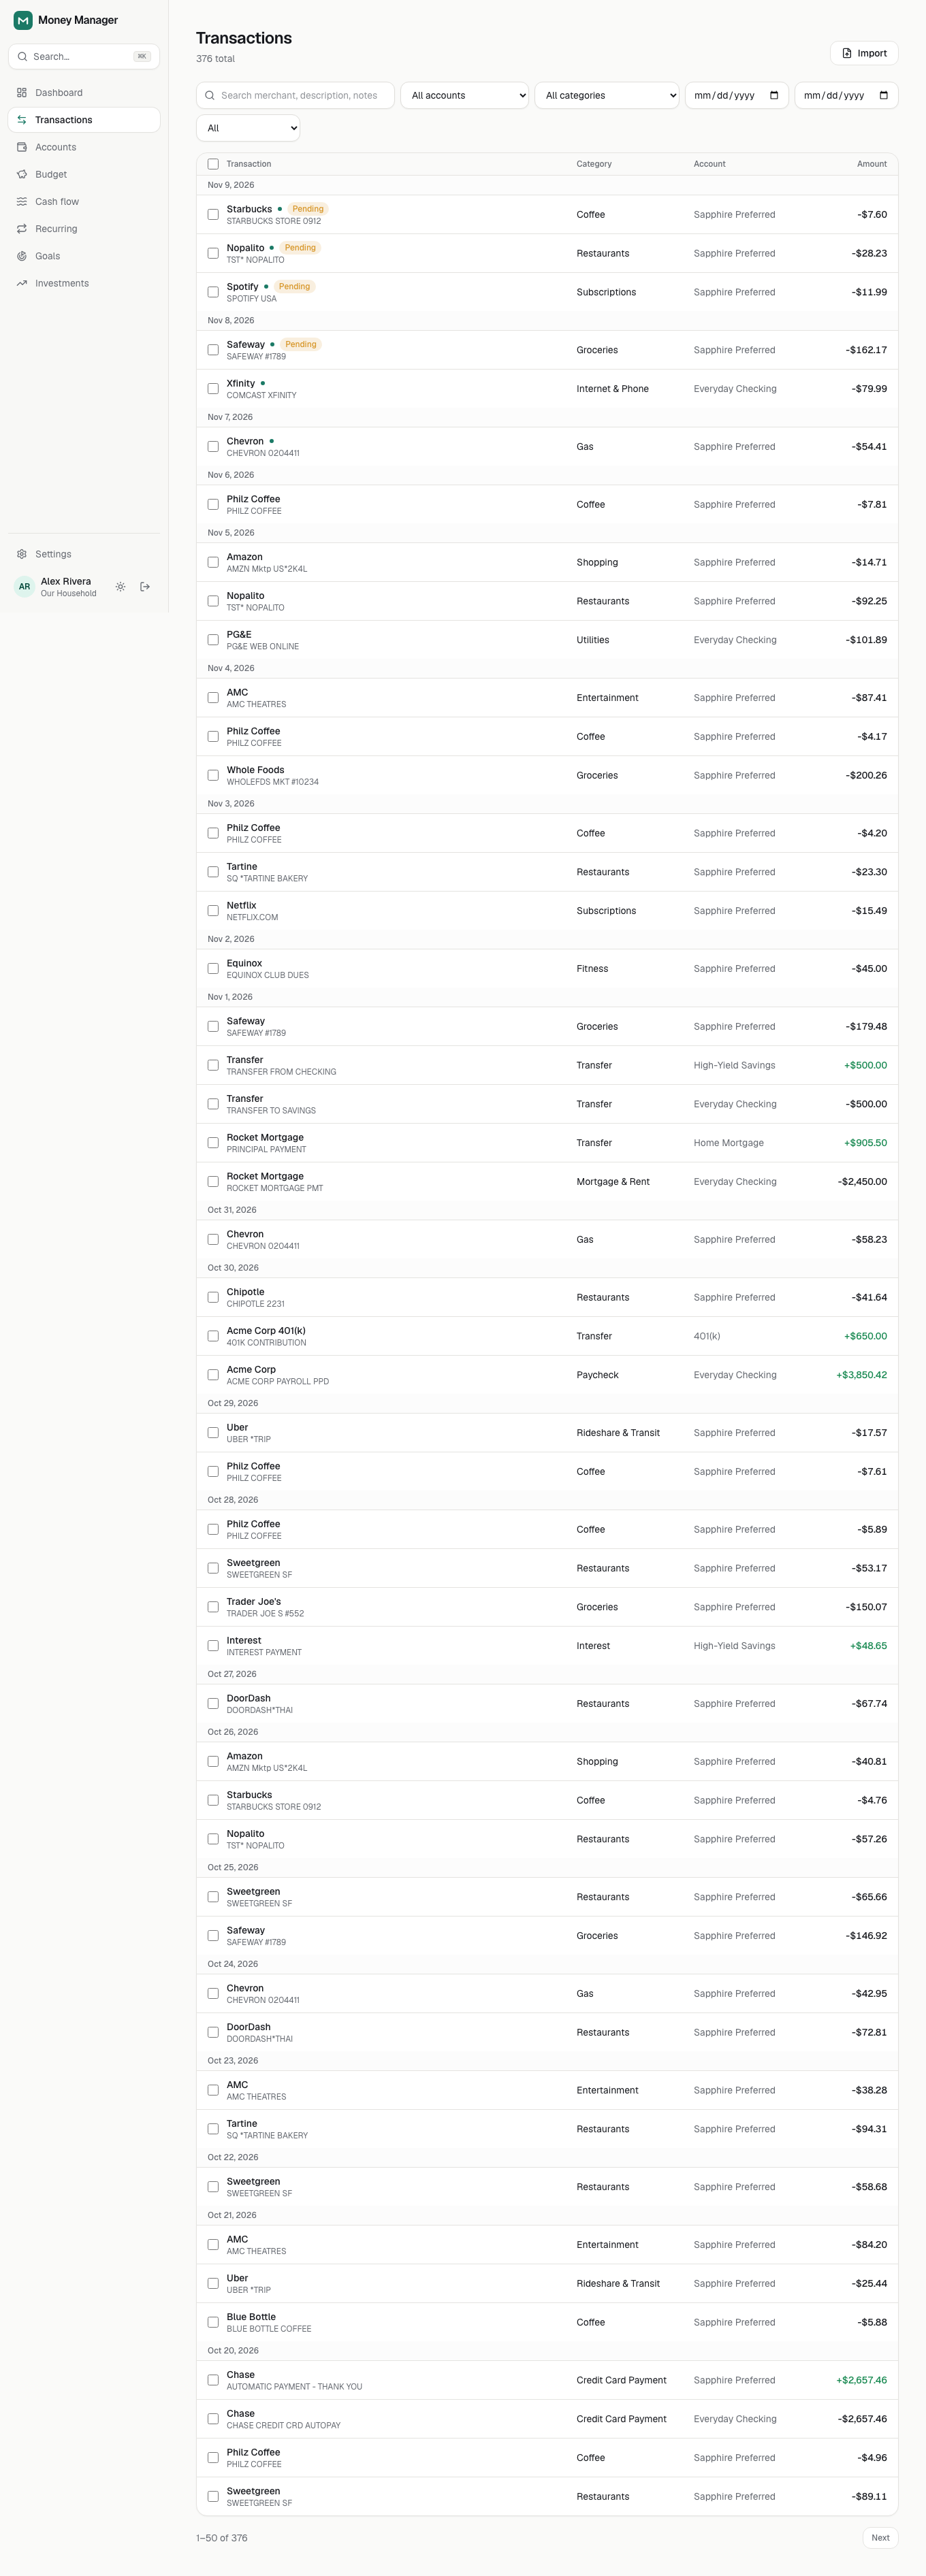 Money Manager
Search...
⌘K
Dashboard
Transactions
Accounts
Budget
Cash flow
Recurring
Goals
Investments
Settings
AR
Alex Rivera
Our Household
Transactions
376 total
Import
Search merchant, description, notes
All accounts
All categories
mm/dd/yyyy
mm/dd/yyyy
All
Transaction Category Account Amount
Nov 9, 2026
Starbucks Pending
STARBUCKS STORE 0912
Coffee Sapphire Preferred -$7.60
Nopalito Pending
TST* NOPALITO
Restaurants Sapphire Preferred -$28.23
Spotify Pending
SPOTIFY USA
Subscriptions Sapphire Preferred -$11.99
Nov 8, 2026
Safeway Pending
SAFEWAY #1789
Groceries Sapphire Preferred -$162.17
Xfinity
COMCAST XFINITY
Internet & Phone Everyday Checking -$79.99
Nov 7, 2026
Chevron
CHEVRON 0204411
Gas Sapphire Preferred -$54.41
Nov 6, 2026
Philz Coffee
PHILZ COFFEE
Coffee Sapphire Preferred -$7.81
Nov 5, 2026
Amazon
AMZN Mktp US*2K4L
Shopping Sapphire Preferred -$14.71
Nopalito
TST* NOPALITO
Restaurants Sapphire Preferred -$92.25
PG&E
PG&E WEB ONLINE
Utilities Everyday Checking -$101.89
Nov 4, 2026
AMC
AMC THEATRES
Entertainment Sapphire Preferred -$87.41
Philz Coffee
PHILZ COFFEE
Coffee Sapphire Preferred -$4.17
Whole Foods
WHOLEFDS MKT #10234
Groceries Sapphire Preferred -$200.26
Nov 3, 2026
Philz Coffee
PHILZ COFFEE
Coffee Sapphire Preferred -$4.20
Tartine
SQ *TARTINE BAKERY
Restaurants Sapphire Preferred -$23.30
Netflix
NETFLIX.COM
Subscriptions Sapphire Preferred -$15.49
Nov 2, 2026
Equinox
EQUINOX CLUB DUES
Fitness Sapphire Preferred -$45.00
Nov 1, 2026
Safeway
SAFEWAY #1789
Groceries Sapphire Preferred -$179.48
Transfer
TRANSFER FROM CHECKING
Transfer High-Yield Savings +$500.00
Transfer
TRANSFER TO SAVINGS
Transfer Everyday Checking -$500.00
Rocket Mortgage
PRINCIPAL PAYMENT
Transfer Home Mortgage +$905.50
Rocket Mortgage
ROCKET MORTGAGE PMT
Mortgage & Rent Everyday Checking -$2,450.00
Oct 31, 2026
Chevron
CHEVRON 0204411
Gas Sapphire Preferred -$58.23
Oct 30, 2026
Chipotle
CHIPOTLE 2231
Restaurants Sapphire Preferred -$41.64
Acme Corp 401(k)
401K CONTRIBUTION
Transfer 401(k) +$650.00
Acme Corp
ACME CORP PAYROLL PPD
Paycheck Everyday Checking +$3,850.42
Oct 29, 2026
Uber
UBER *TRIP
Rideshare & Transit Sapphire Preferred -$17.57
Philz Coffee
PHILZ COFFEE
Coffee Sapphire Preferred -$7.61
Oct 28, 2026
Philz Coffee
PHILZ COFFEE
Coffee Sapphire Preferred -$5.89
Sweetgreen
SWEETGREEN SF
Restaurants Sapphire Preferred -$53.17
Trader Joe's
TRADER JOE S #552
Groceries Sapphire Preferred -$150.07
Interest
INTEREST PAYMENT
Interest High-Yield Savings +$48.65
Oct 27, 2026
DoorDash
DOORDASH*THAI
Restaurants Sapphire Preferred -$67.74
Oct 26, 2026
Amazon
AMZN Mktp US*2K4L
Shopping Sapphire Preferred -$40.81
Starbucks
STARBUCKS STORE 0912
Coffee Sapphire Preferred -$4.76
Nopalito
TST* NOPALITO
Restaurants Sapphire Preferred -$57.26
Oct 25, 2026
Sweetgreen
SWEETGREEN SF
Restaurants Sapphire Preferred -$65.66
Safeway
SAFEWAY #1789
Groceries Sapphire Preferred -$146.92
Oct 24, 2026
Chevron
CHEVRON 0204411
Gas Sapphire Preferred -$42.95
DoorDash
DOORDASH*THAI
Restaurants Sapphire Preferred -$72.81
Oct 23, 2026
AMC
AMC THEATRES
Entertainment Sapphire Preferred -$38.28
Tartine
SQ *TARTINE BAKERY
Restaurants Sapphire Preferred -$94.31
Oct 22, 2026
Sweetgreen
SWEETGREEN SF
Restaurants Sapphire Preferred -$58.68
Oct 21, 2026
AMC
AMC THEATRES
Entertainment Sapphire Preferred -$84.20
Uber
UBER *TRIP
Rideshare & Transit Sapphire Preferred -$25.44
Blue Bottle
BLUE BOTTLE COFFEE
Coffee Sapphire Preferred -$5.88
Oct 20, 2026
Chase
AUTOMATIC PAYMENT - THANK YOU
Credit Card Payment Sapphire Preferred +$2,657.46
Chase
CHASE CREDIT CRD AUTOPAY
Credit Card Payment Everyday Checking -$2,657.46
Philz Coffee
PHILZ COFFEE
Coffee Sapphire Preferred -$4.96
Sweetgreen
SWEETGREEN SF
Restaurants Sapphire Preferred -$89.11
1–50 of 376
Next